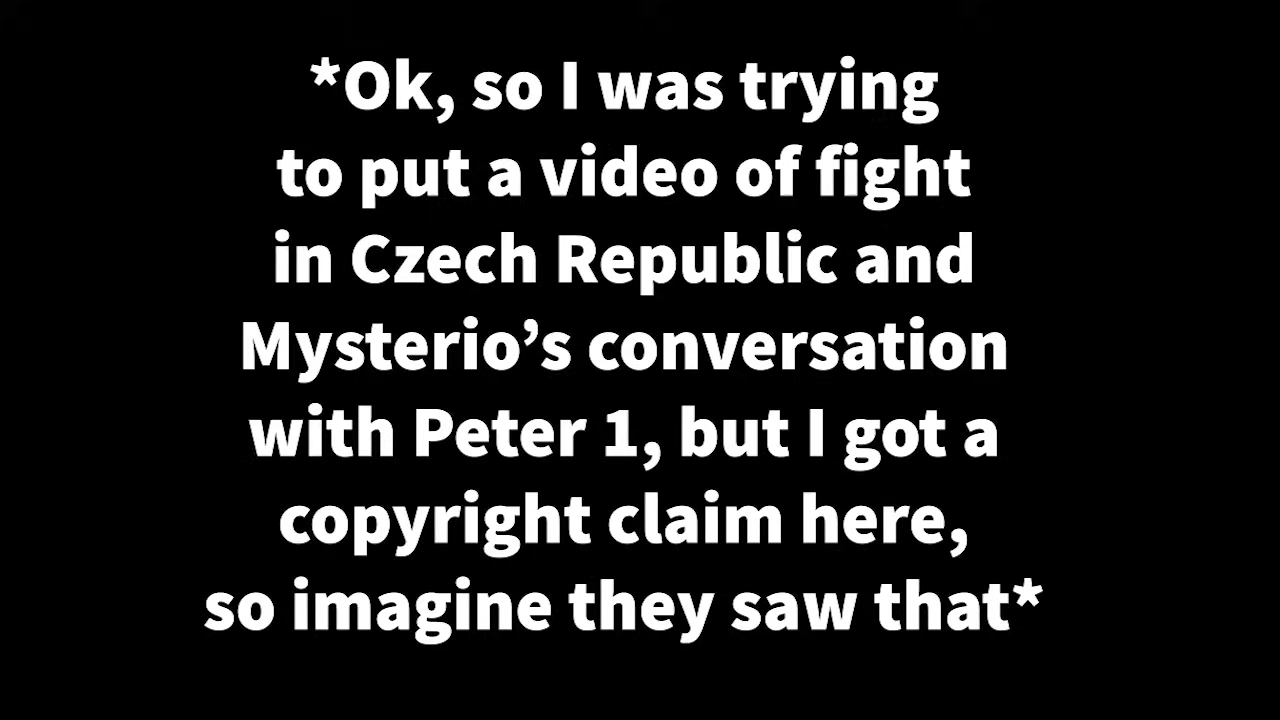 *Ok, so I was trying
to put a video of fight
in Czech Republic and
Mysterio’s conversation
with Peter 1, but I got a
copyright claim here,
so imagine they saw that*